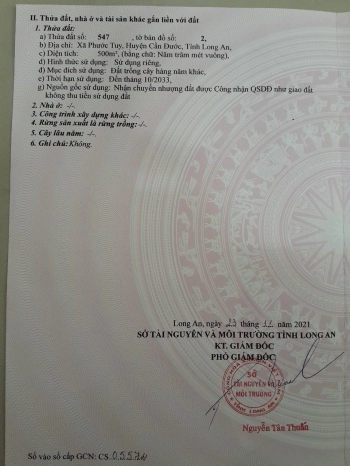 II. Thửa đất, nhà ở và tài sản khác gắn liền với đất
1. Thửa đất:
a) Thửa đất số: 547 , tờ bản đồ số: 2,
b) Địa chỉ: Xã Phước Tuy, Huyện Cần Đước, Tỉnh Long An,
c) Diện tích: 500m², (bằng chữ: Năm trăm mét vuông),
d) Hình thức sử dụng: Sử dụng riêng,
đ) Mục đích sử dụng: Đất trồng cây hàng năm khác,
e) Thời hạn sử dụng: Đến tháng 10/2033,
g) Nguồn gốc sử dụng: Nhận chuyển nhượng đất được Công nhận QSDĐ như giao đất
không thu tiền sử dụng đất
2. Nhà ở: -/-.
3. Công trình xây dựng khác: -/-.
4. Rừng sản xuất là rừng trồng: -/-.
5. Cây lâu năm: -/-.
6. Ghi chú: Không.
Long An, ngày tháng năm 2021
SỞ TÀI NGUYÊN VÀ MÔI TRƯỜNG TỈNH LONG AN
KT. GIÁM ĐỐC
PHÓ GIÁM ĐỐC
SỞ
TÀI NGUYÊN VÀ
MÔI TRƯỜNG
Nguyễn Tân Thuấn
Số vào sổ cấp GCN: CS